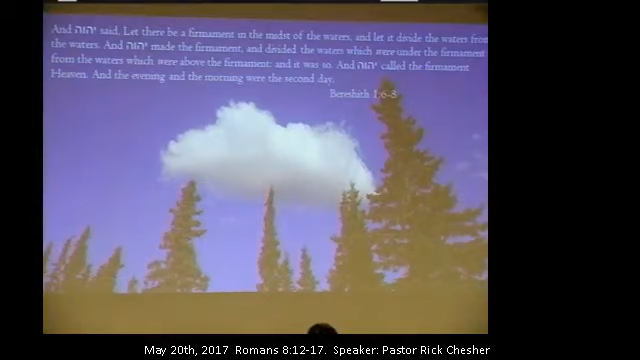 And יהוה said, Let there be a firmament in the midst of the waters, and let it divide the waters from
the waters. And יהוה made the firmament, and divided the waters which were under the firmament
from the waters which were above the firmament: and it was so. And יהוה called the firmament
Heaven. And the evening and the morning were the second day.
Bereshith 1:6-8
May 20th, 2017 Romans 8:12-17. Speaker: Pastor Rick Chesher